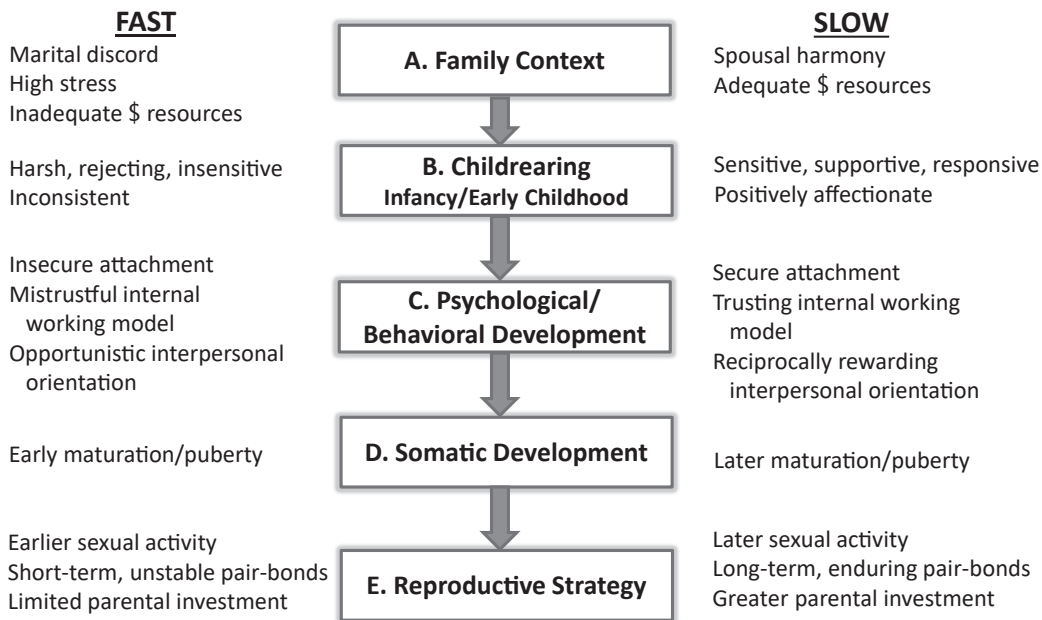 FAST
SLOW
Marital discord
High stress
Inadequate $ resources
A. Family Context
Spousal harmony
Adequate $ resources
Harsh, rejecting, insensitive
Inconsistent
B. Childrearing
Infancy/Early Childhood
Sensitive, supportive, responsive
Positively affectionate
Insecure attachment
Mistrustful internal
working model
Opportunistic interpersonal
orientation
C. Psychological/
Behavioral Development
Secure attachment
Trusting internal working
model
Reciprocally rewarding
interpersonal orientation
Early maturation/puberty
D. Somatic Development
Later maturation/puberty
Earlier sexual activity
Short-term, unstable pair-bonds
Limited parental investment
E. Reproductive Strategy
Later sexual activity
Long-term, enduring pair-bonds
Greater parental investment